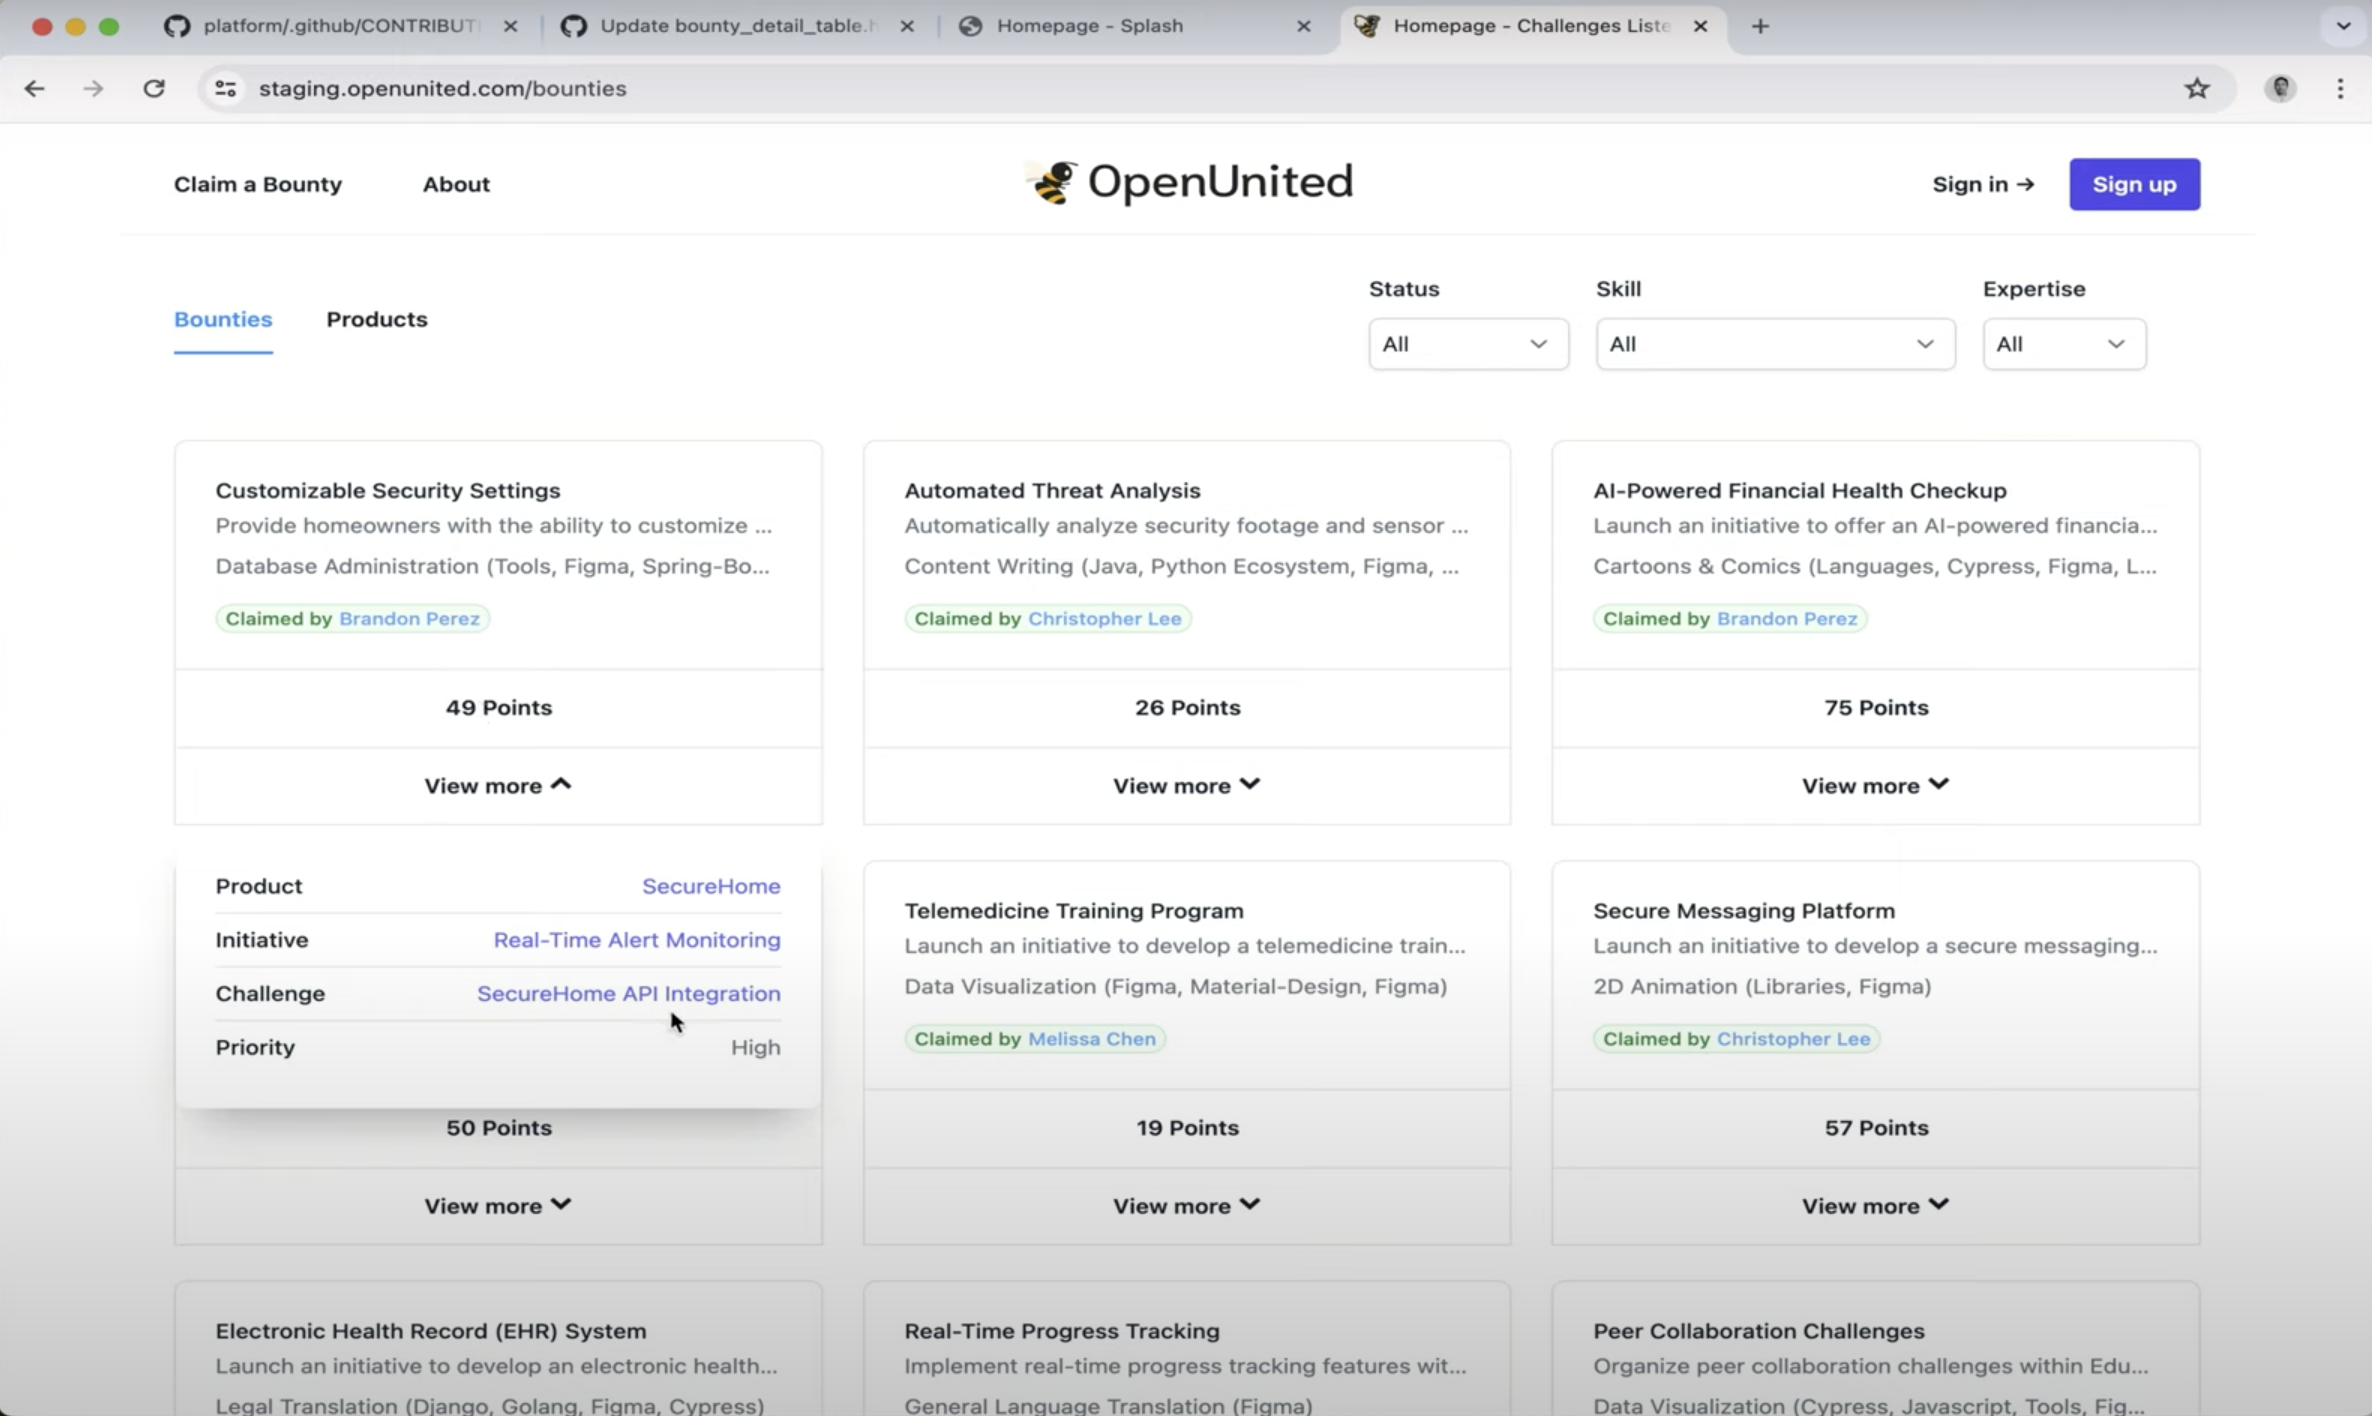 platform/.github/CONTRIBUTI
Update bounty_detail_table.h
Homepage - Splash
Homepage - Challenges Liste
staging.openunited.com/bounties
Claim a Bounty
About
OpenUnited
Sign in →
Sign up
Bounties
Products
Status
Skill
Expertise
All
All
All
Customizable Security Settings
Provide homeowners with the ability to customize ...
Database Administration (Tools, Figma, Spring-Bo...
Claimed by Brandon Perez
49 Points
View more
Automated Threat Analysis
Automatically analyze security footage and sensor ...
Content Writing (Java, Python Ecosystem, Figma, ...
Claimed by Christopher Lee
26 Points
View more
AI-Powered Financial Health Checkup
Launch an initiative to offer an AI-powered financia...
Cartoons & Comics (Languages, Cypress, Figma, L...
Claimed by Brandon Perez
75 Points
View more
Product SecureHome
Initiative Real-Time Alert Monitoring
Challenge SecureHome API Integration
Priority High
50 Points
View more
Telemedicine Training Program
Launch an initiative to develop a telemedicine train...
Data Visualization (Figma, Material-Design, Figma)
Claimed by Melissa Chen
19 Points
View more
Secure Messaging Platform
Launch an initiative to develop a secure messaging...
2D Animation (Libraries, Figma)
Claimed by Christopher Lee
57 Points
View more
Electronic Health Record (EHR) System
Launch an initiative to develop an electronic health...
Legal Translation (Django, Golang, Figma, Cypress)
Real-Time Progress Tracking
Implement real-time progress tracking features wit...
General Language Translation (Figma)
Peer Collaboration Challenges
Organize peer collaboration challenges within Edu...
Data Visualization (Cypress, Javascript, Tools, Fig...